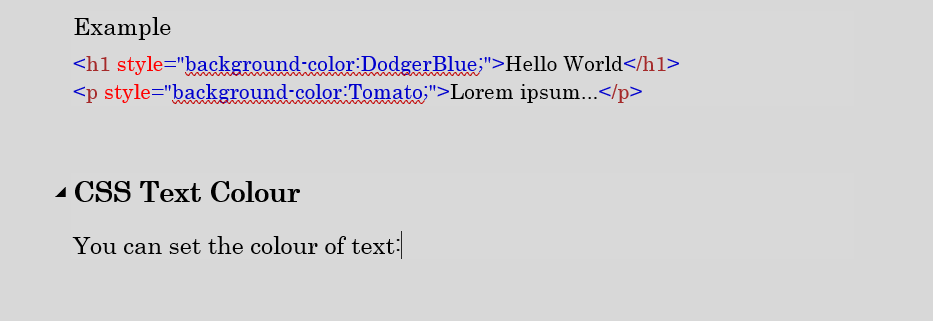 Example
<h1 style="background-color:DodgerBlue;">Hello World</h1>
<p style="background-color:Tomato;">Lorem ipsum...</p>
CSS Text Colour
You can set the colour of text: